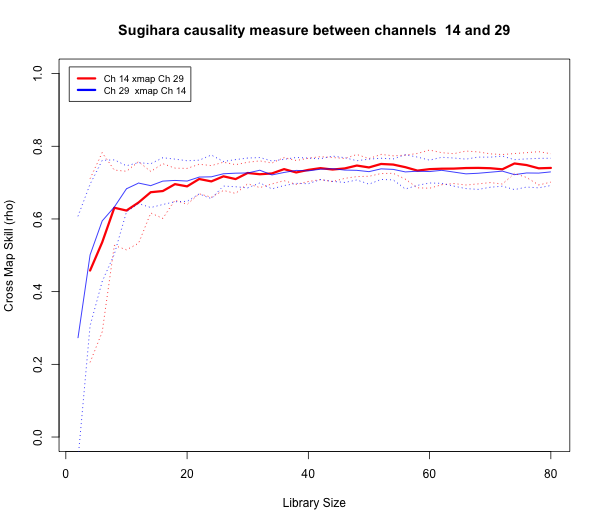 Sugihara causality measure between channels  14 and 29
Ch 14 xmap Ch 29
Ch 29  xmap Ch 14
Cross Map Skill (rho)
1.0
0.8
0.6
0.4
0.2
0.0
0 20 40 60 80
Library Size